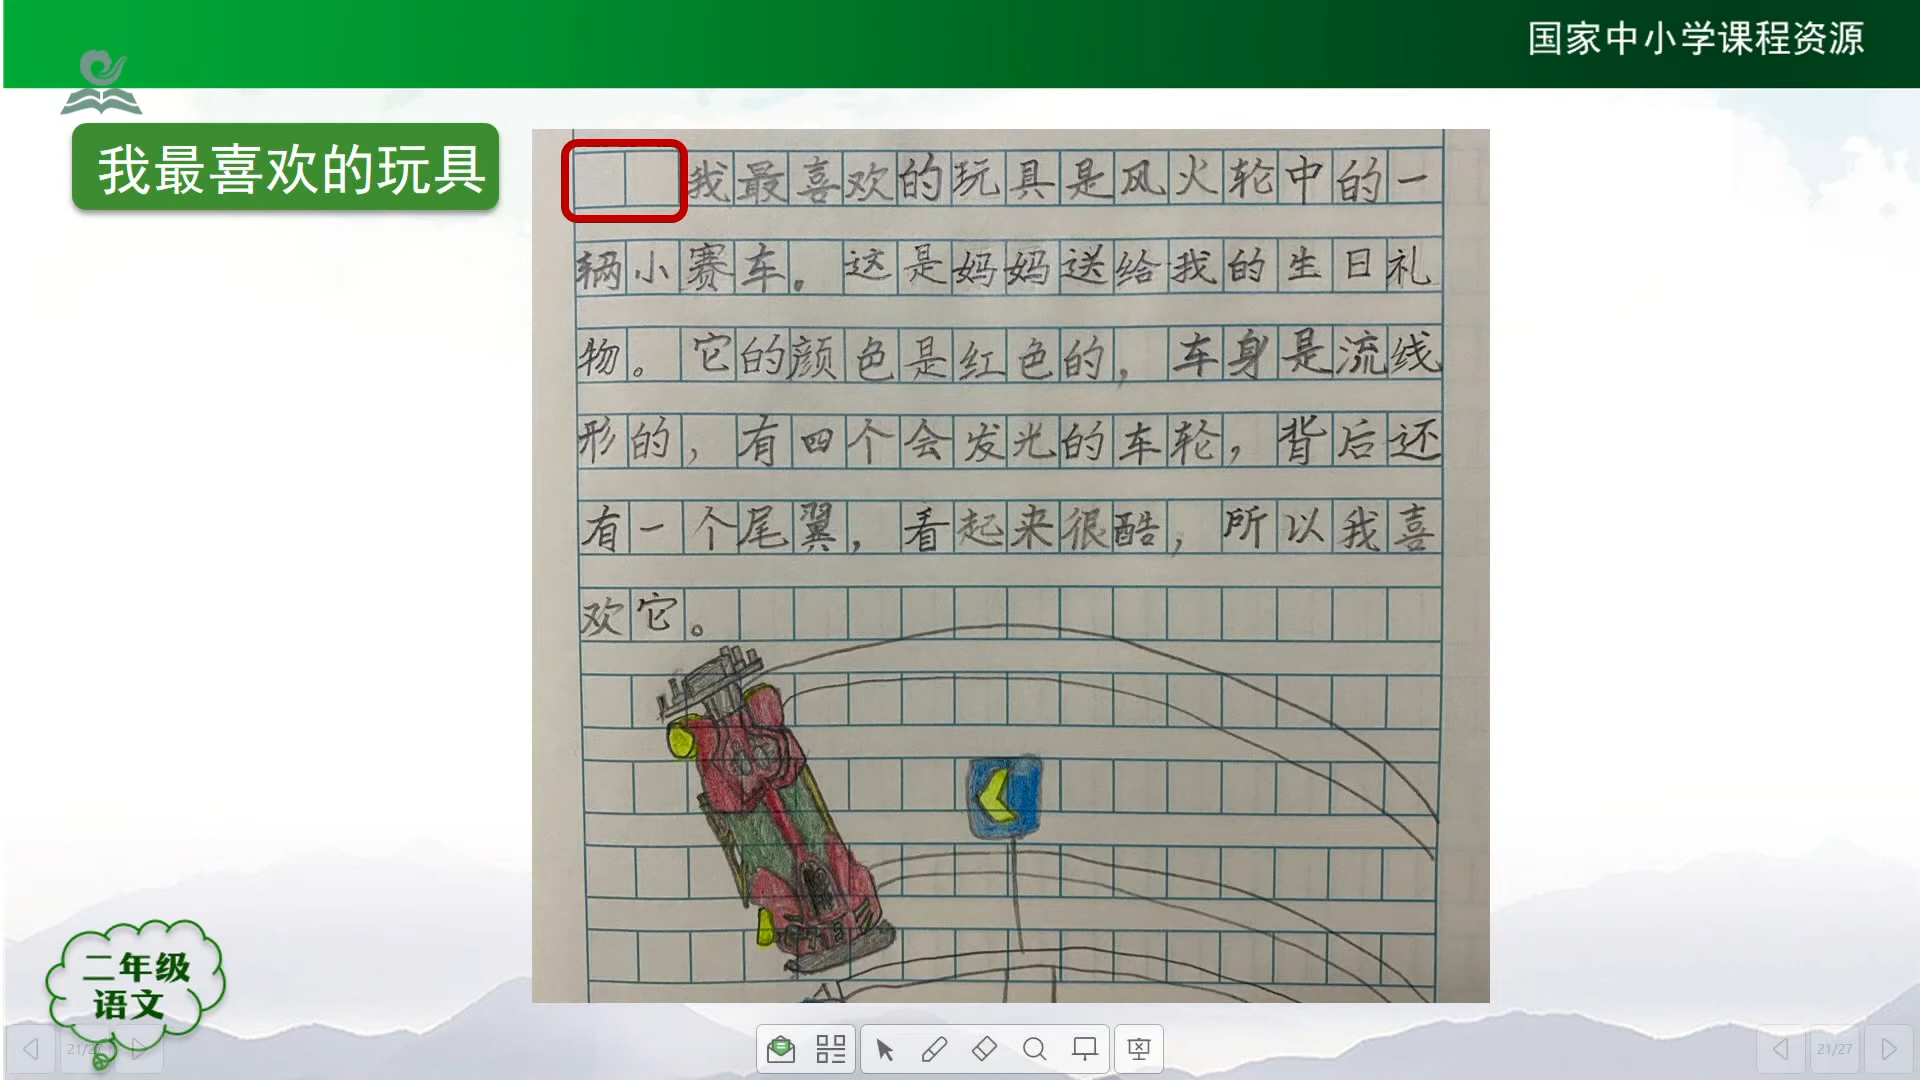 国家中小学课程资源
我最喜欢的玩具
我最喜欢的玩具是风火轮中的一
辆小赛车。这是妈妈送给我的生日礼
物。它的颜色是红色的，车身是流线
形的，有四个会发光的车轮，背后还
有一个尾翼，看起来很酷，所以我喜
欢它。
二年级
语文
21/27
21/27